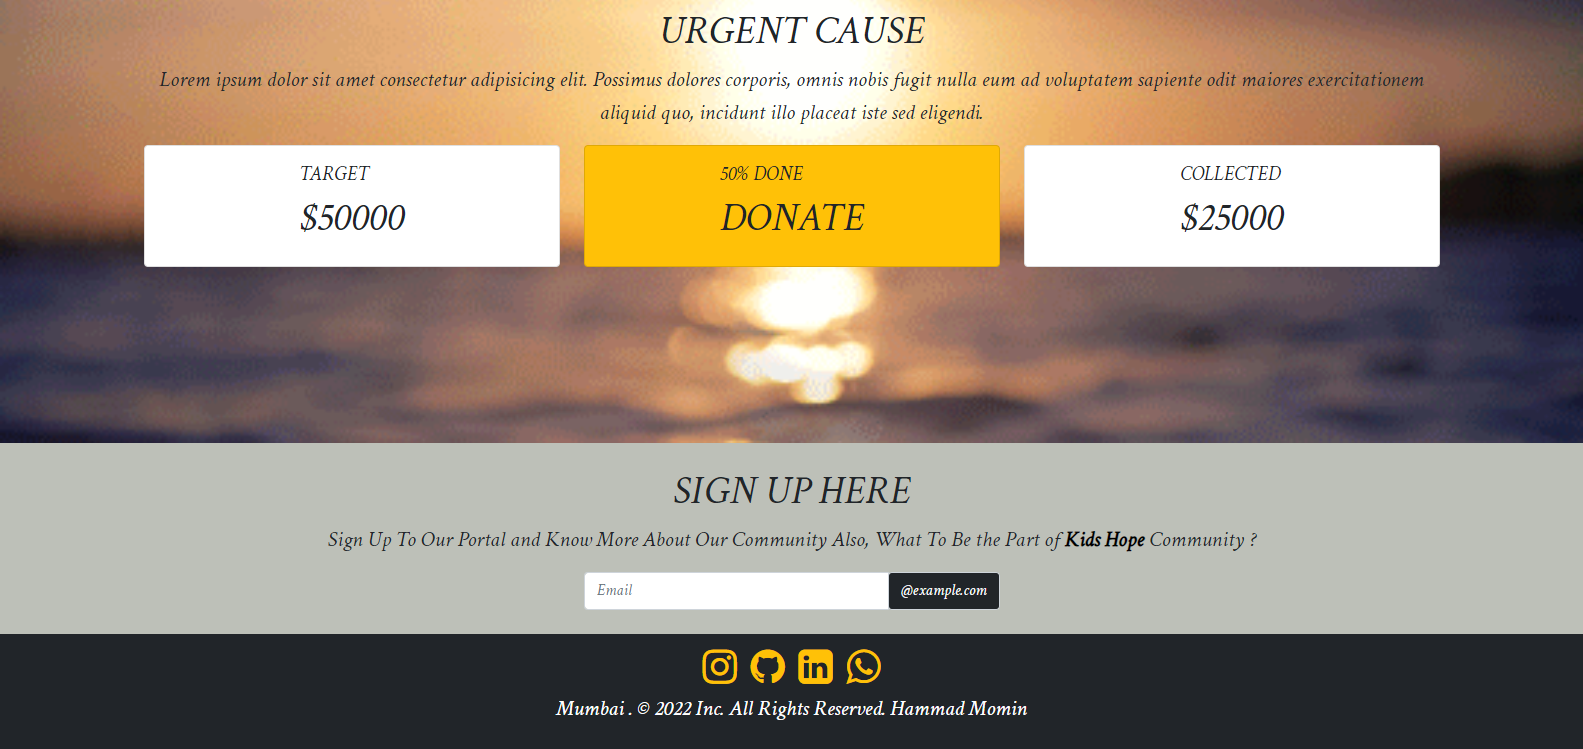 URGENT CAUSE
Lorem ipsum dolor sit amet consectetur adipisicing elit. Possimus dolores corporis, omnis nobis fugit nulla eum ad voluptatem sapiente odit maiores exercitationem
aliquid quo, incidunt illo placeat iste sed eligendi.
TARGET
$50000
50% DONE
DONATE
COLLECTED
$25000
SIGN UP HERE
Sign Up To Our Portal and Know More About Our Community Also, What To Be the Part of Kids Hope Community ?
Email
@example.com
in
Mumbai . © 2022 Inc. All Rights Reserved. Hammad Momin